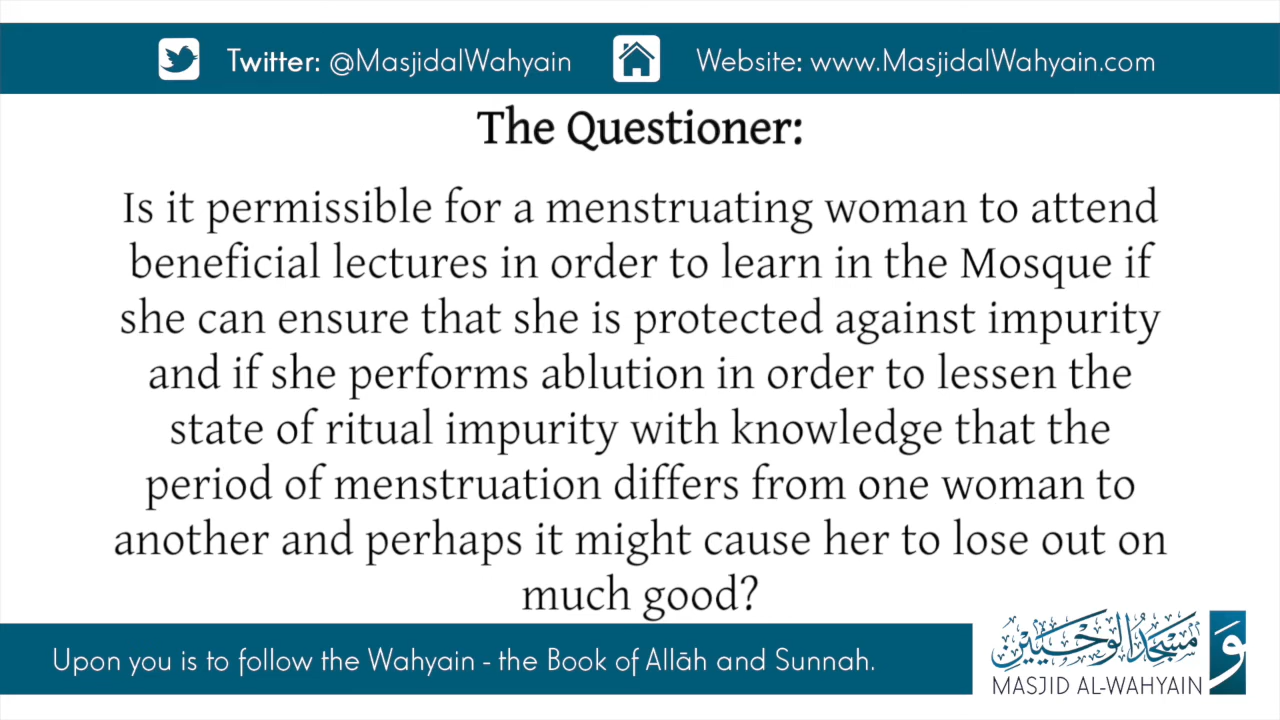 Twitter: @MasjidalWahyain Website: www.MasjidalWahyain.com
The Questioner:
Is it permissible for a menstruating woman to attend
beneficial lectures in order to learn in the Mosque if
she can ensure that she is protected against impurity
and if she performs ablution in order to lessen the
state of ritual impurity with knowledge that the
period of menstruation differs from one woman to
another and perhaps it might cause her to lose out on
much good?
Upon you is to follow the Wahyain - the Book of Allāh and Sunnah.
مَسْجِدُ الْوَحْيَيْنِ
و
MASJID AL-WAHYAIN